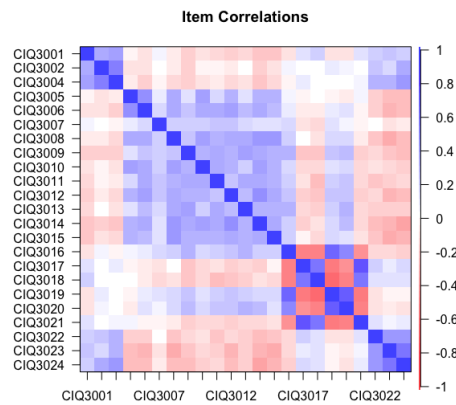 Item Correlations
CIQ3001
CIQ3002
CIQ3004
CIQ3005
CIQ3006
CIQ3007
CIQ3008
CIQ3009
CIQ3010
CIQ3011
CIQ3012
CIQ3013
CIQ3014
CIQ3015
CIQ3016
CIQ3017
CIQ3018
CIQ3019
CIQ3020
CIQ3021
CIQ3022
CIQ3023
CIQ3024
CIQ3001 CIQ3007 CIQ3012 CIQ3017 CIQ3022
1
0.8
0.6
0.4
0.2
0
-0.2
-0.4
-0.6
-0.8
-1